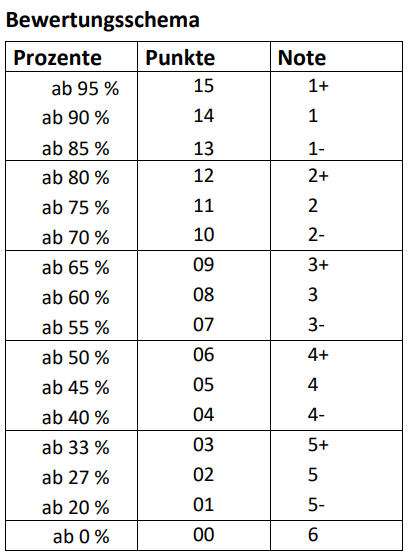 Bewertungsschema
Prozente Punkte Note
ab 95 % 15 1+
ab 90 % 14 1
ab 85 % 13 1-
ab 80 % 12 2+
ab 75 % 11 2
ab 70 % 10 2-
ab 65 % 09 3+
ab 60 % 08 3
ab 55 % 07 3-
ab 50 % 06 4+
ab 45 % 05 4
ab 40 % 04 4-
ab 33 % 03 5+
ab 27 % 02 5
ab 20 % 01 5-
ab 0 % 00 6